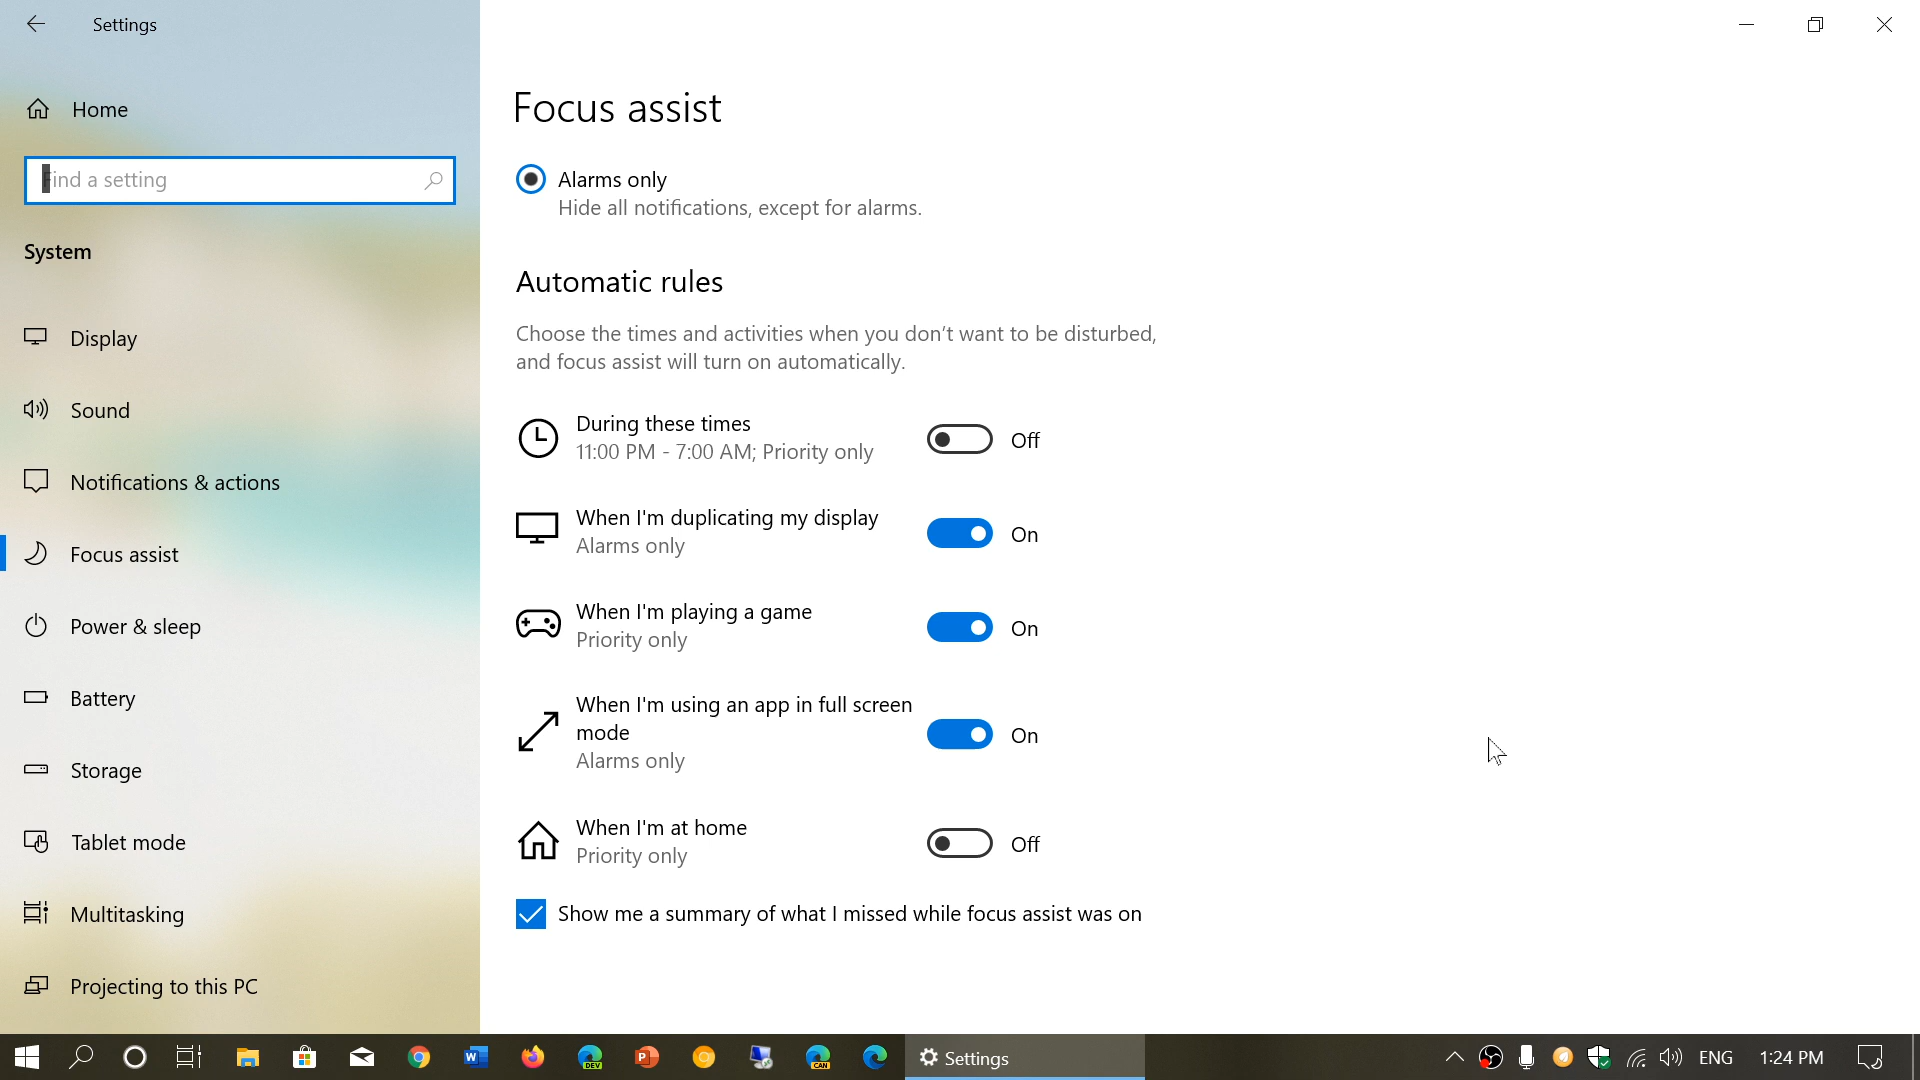 Settings
Home
Find a setting
System
Display
Sound
Notifications & actions
Focus assist
Power & sleep
Battery
Storage
Tablet mode
Multitasking
Projecting to this PC
Focus assist
Alarms only
Hide all notifications, except for alarms.
Automatic rules
Choose the times and activities when you don’t want to be disturbed,
and focus assist will turn on automatically.
During these times
11:00 PM - 7:00 AM; Priority only
Off
When I'm duplicating my display
Alarms only
On
When I'm playing a game
Priority only
On
When I'm using an app in full screen
mode
Alarms only
On
When I'm at home
Priority only
Off
Show me a summary of what I missed while focus assist was on
W
DEV
P
CAN
Settings
ENG
1:24 PM